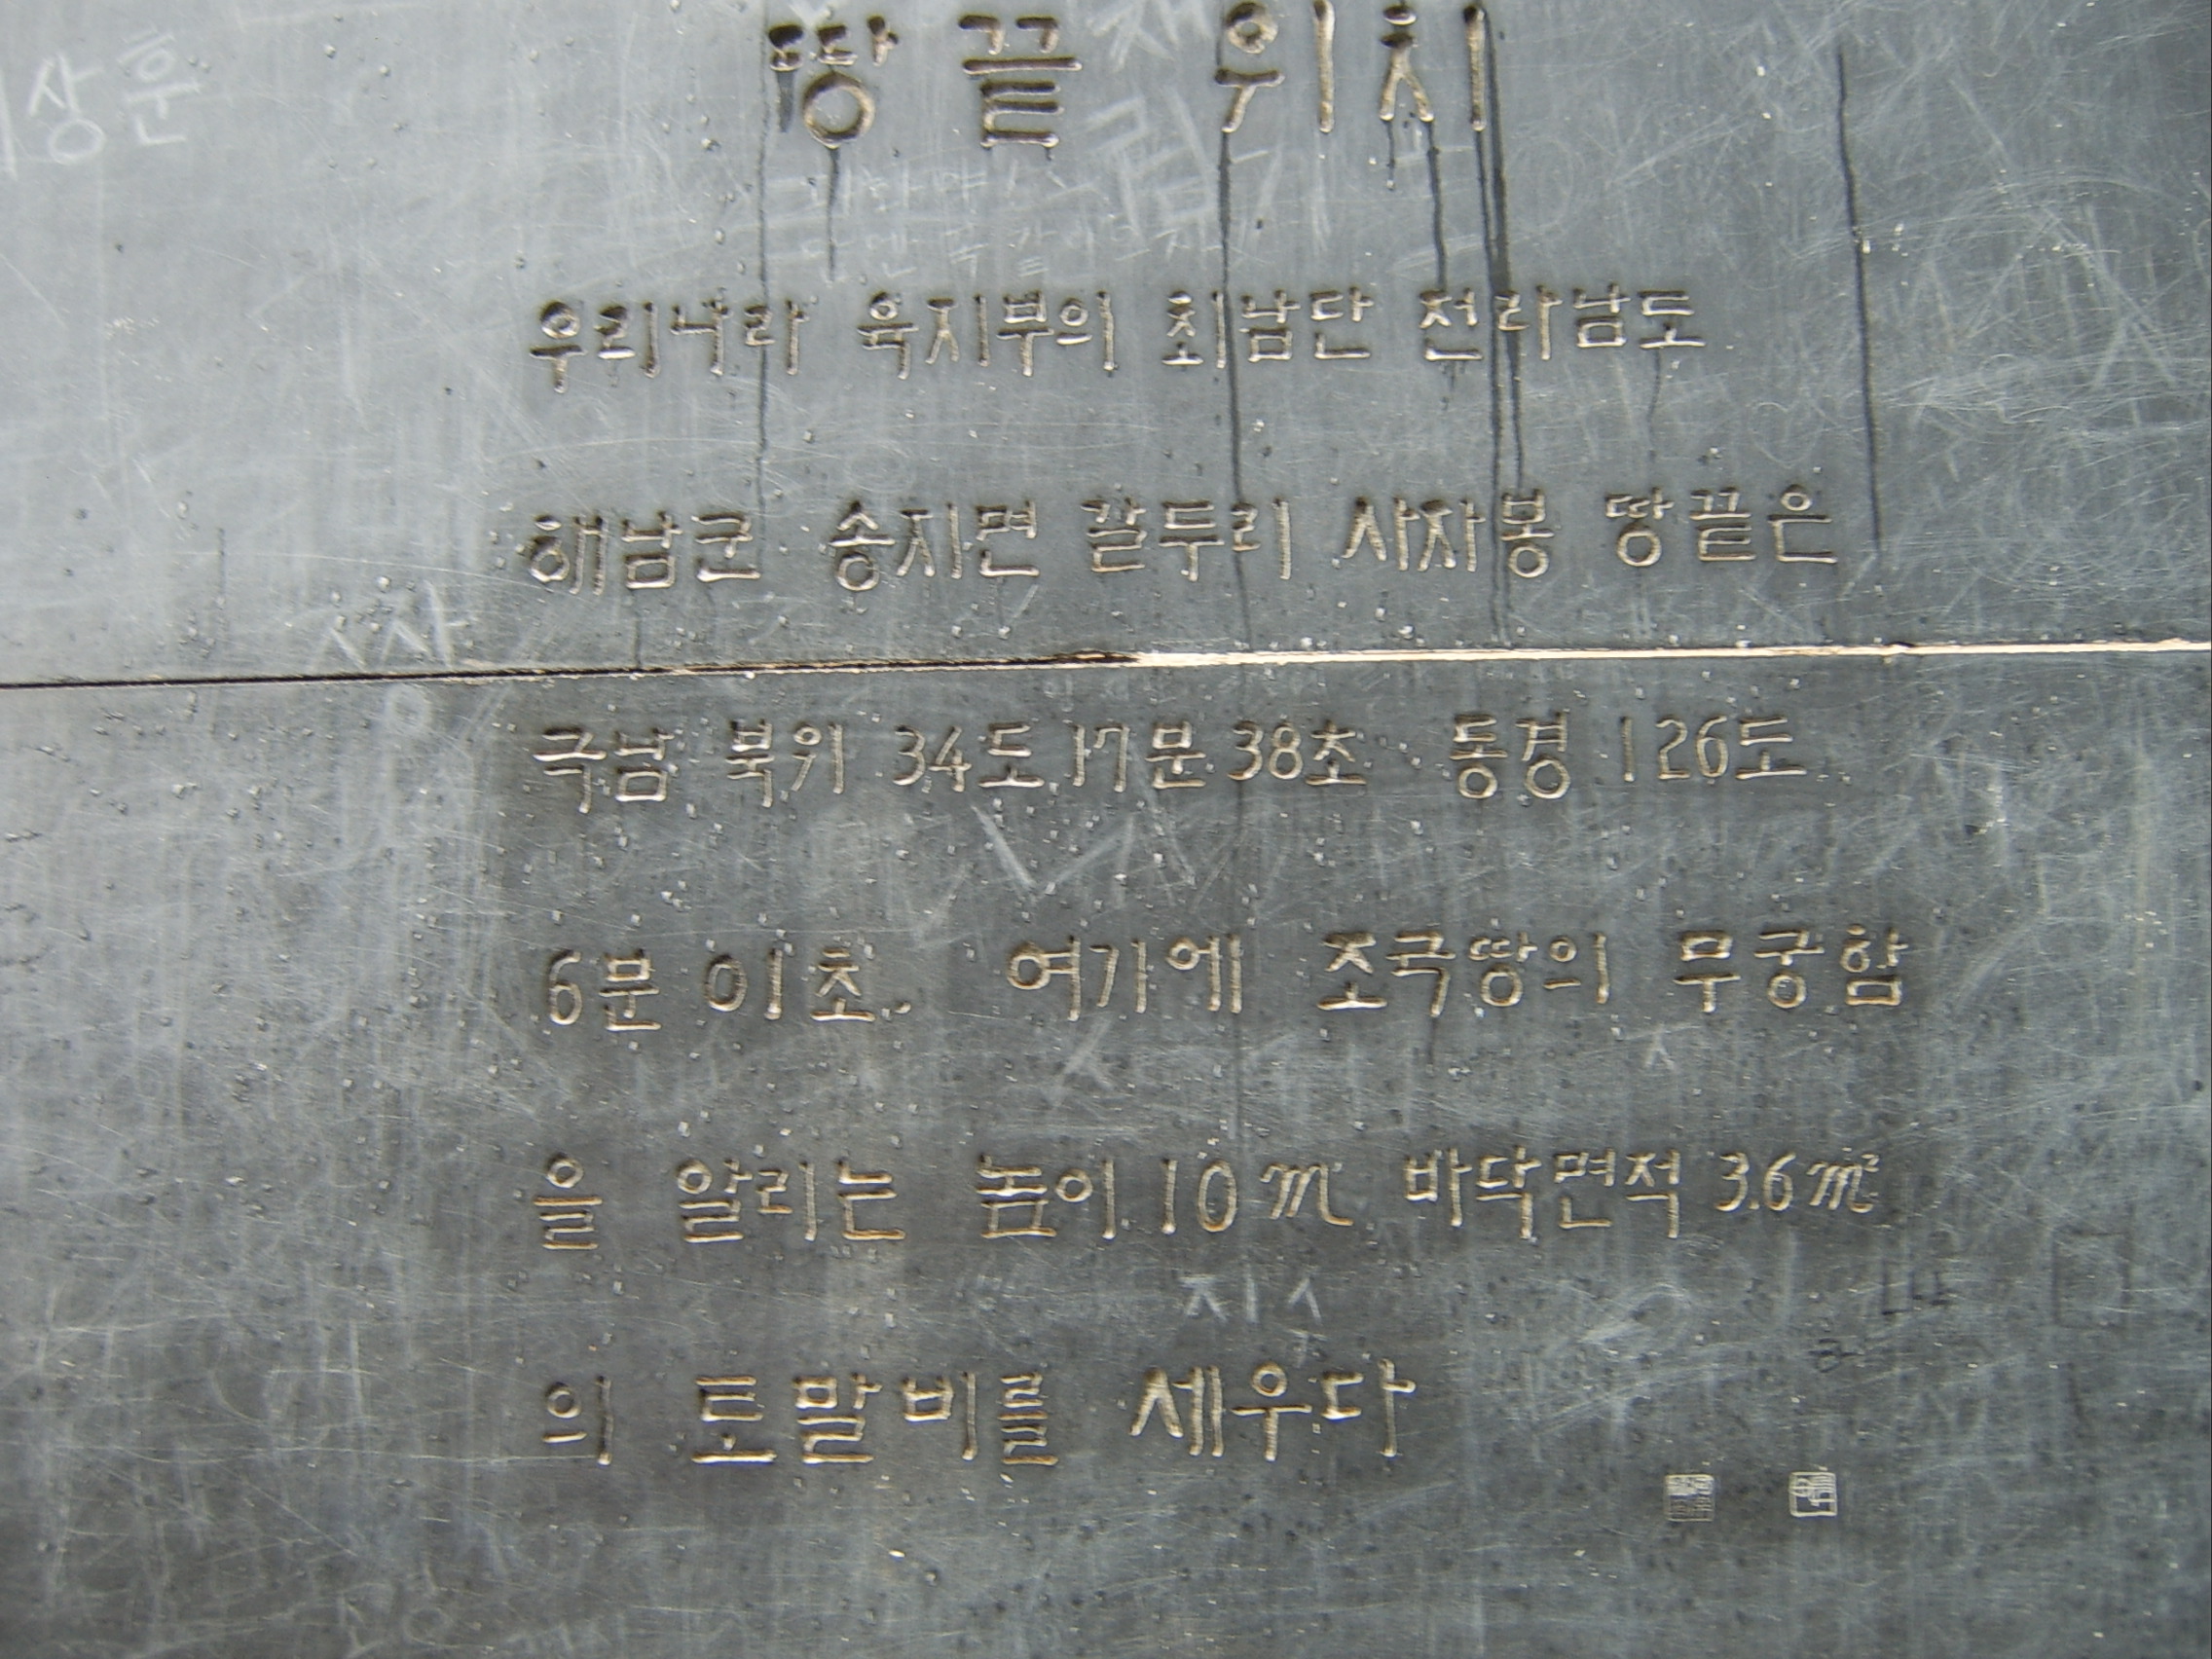 땅끝 위치
상훈
우리나라 육지부의 최남단 전라남도
해남군 송지면 갈두리 사자봉 땅끝은
극남 북위 34도 17분 38초 동경 126도
6분 01초. 여기에 조국땅의 무궁함
을 알리는 높이 10m 바닥면적 3.6m²
의 토말비를 세우다